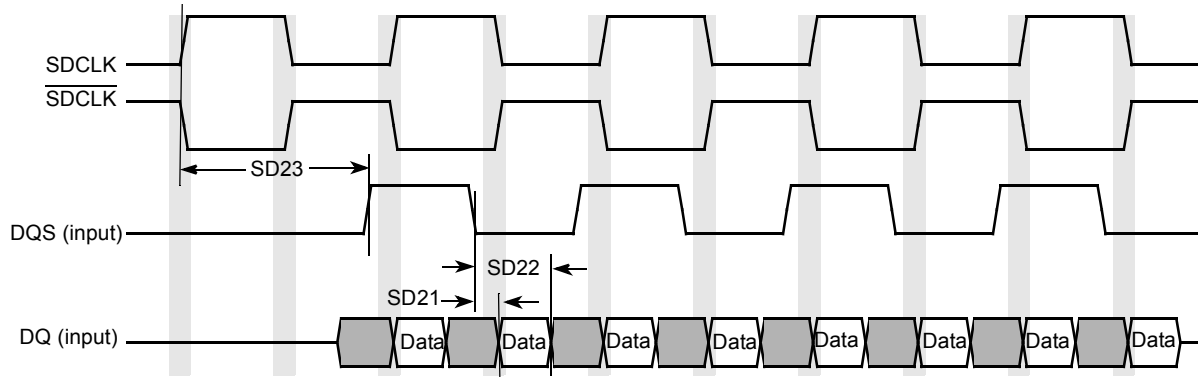 SDCLK
SDCLK
SD23
DQS (input)
SD22
SD21
DQ (input)
Data
Data
Data
Data
Data
Data
Data
Data